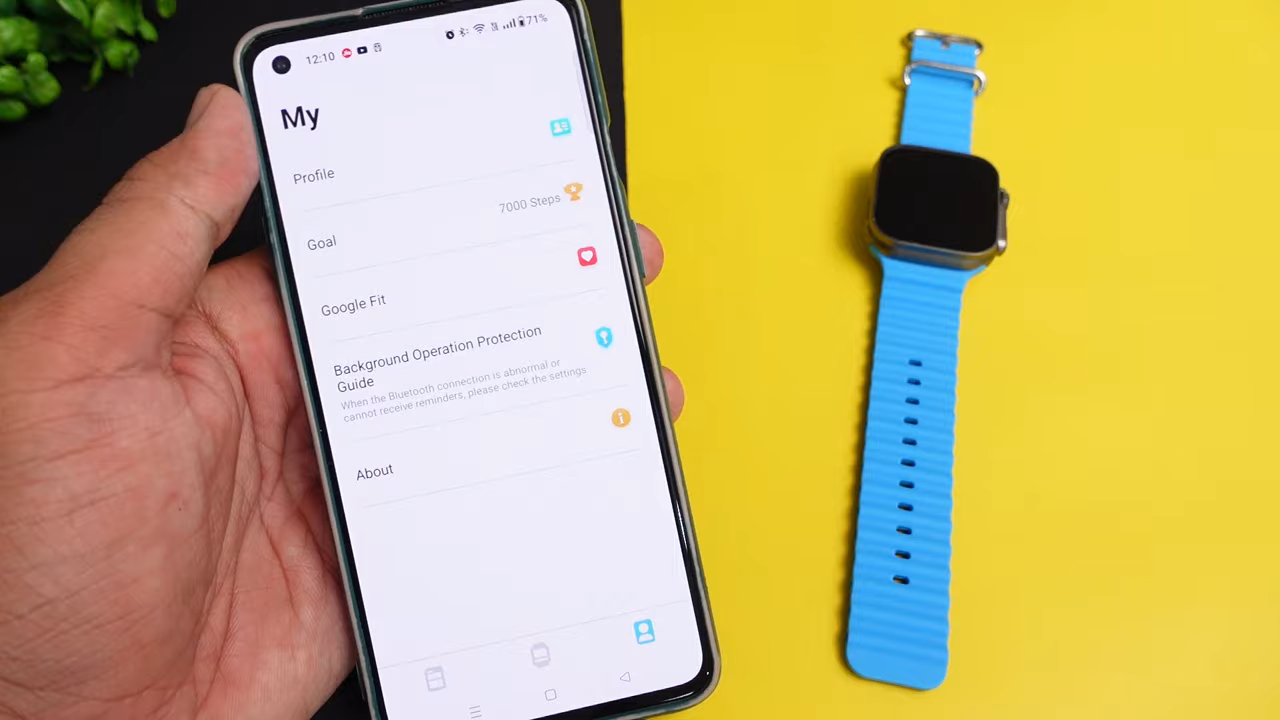 12:10
71%
My
Profile
7000 Steps
Goal
Google Fit
Background Operation Protection
Guide
When the Bluetooth connection is abnormal or
cannot receive reminders, please check the settings
About